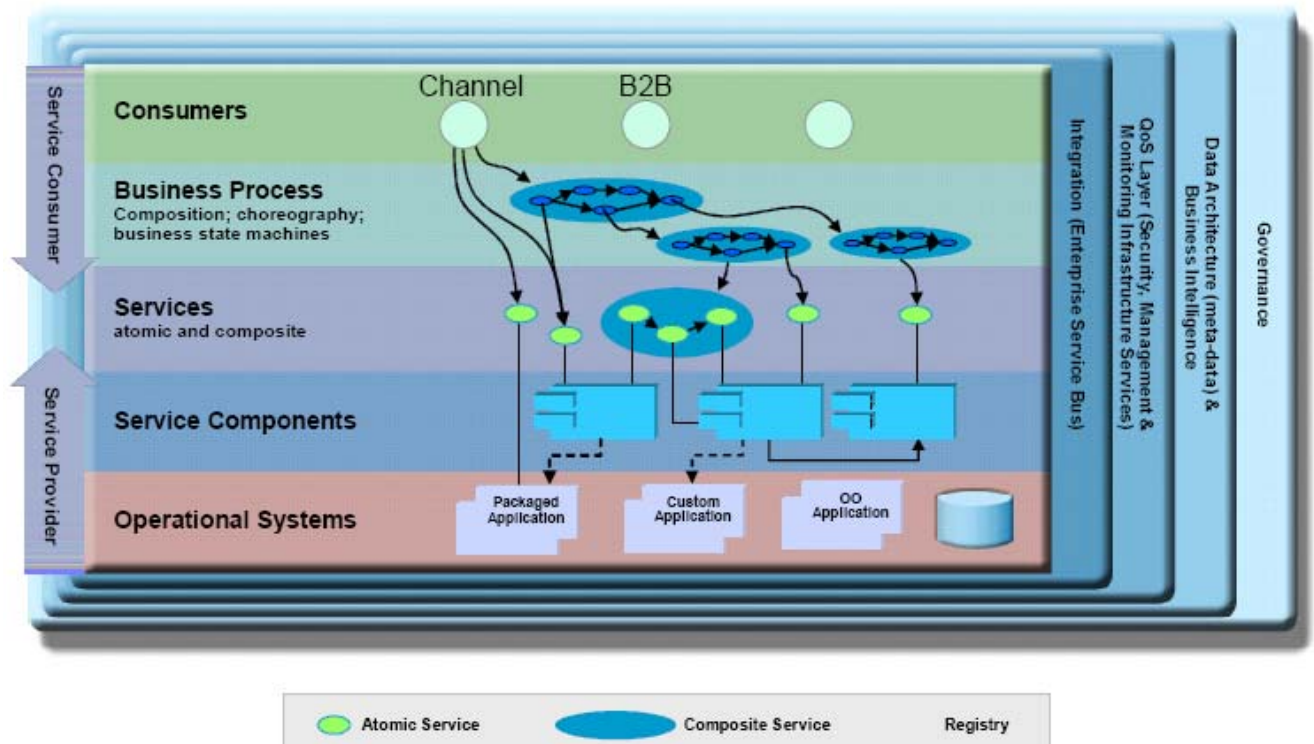 Channel
B2B
Consumers
Business Process
Composition; choreography;
business state machines
Services
atomic and composite
Service Components
Operational Systems
Packaged
Application
Custom
Application
OO
Application
Service Consumer
Service Provider
Integration (Enterprise Service Bus)
QoS Layer (Security, Management &
Monitoring Infrastructure Services)
Data Architecture (meta-data) &
Business Intelligence
Governance
Atomic Service
Composite Service
Registry